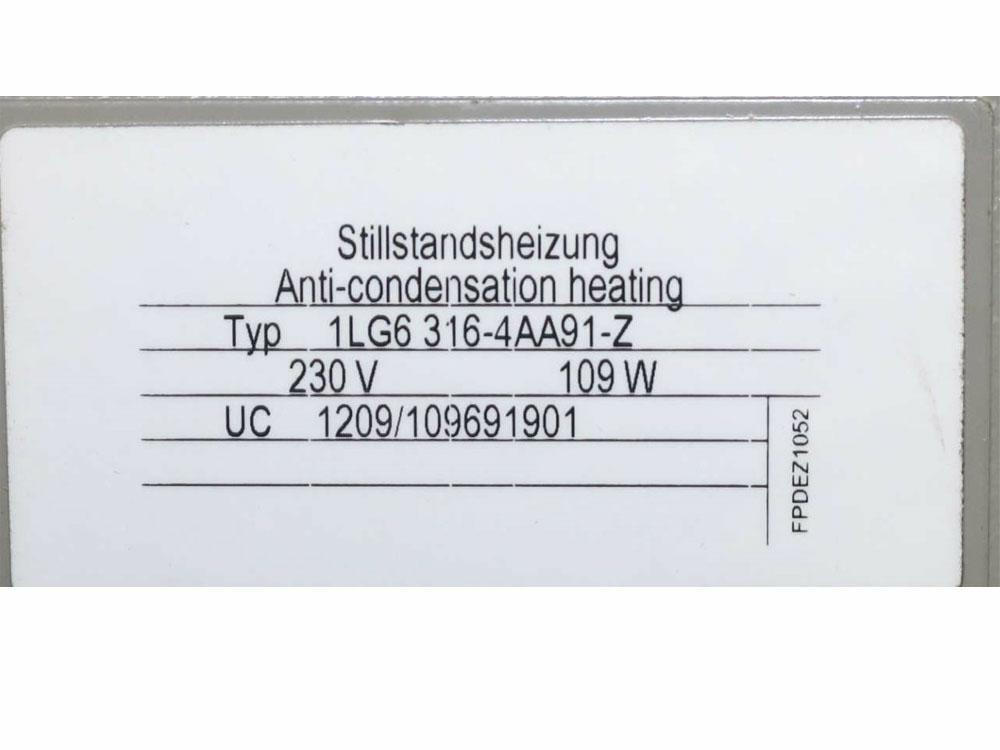 Stillstandsheizung
Anti-condensation heating
Typ 1LG6 316-4AA91-Z
230 V 109 W
UC 1209/109691901
FPDEZ1052